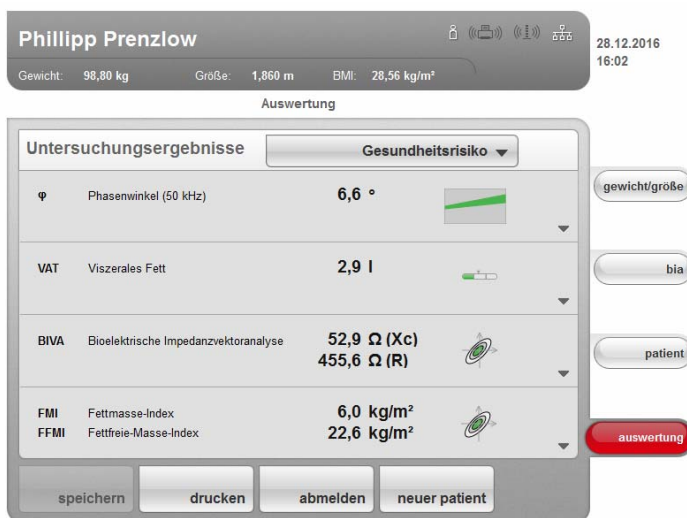 Phillipp Prenzlow
28.12.2016
16:02
Gewicht: 98,80 kg Größe: 1,860 m BMI: 28,56 kg/m²
Auswertung
Untersuchungsergebnisse Gesundheitsrisiko
φ Phasenwinkel (50 kHz) 6,6 °
gewicht/größe
VAT Viszerales Fett 2,9 l
bia
BIVA Bioelektrische Impedanzvektoranalyse 52,9 Ω (Xc)
455,6 Ω (R)
patient
FMI Fettmasse-Index 6,0 kg/m²
FFMI Fettfreie-Masse-Index 22,6 kg/m²
auswertung
speichern drucken abmelden neuer patient